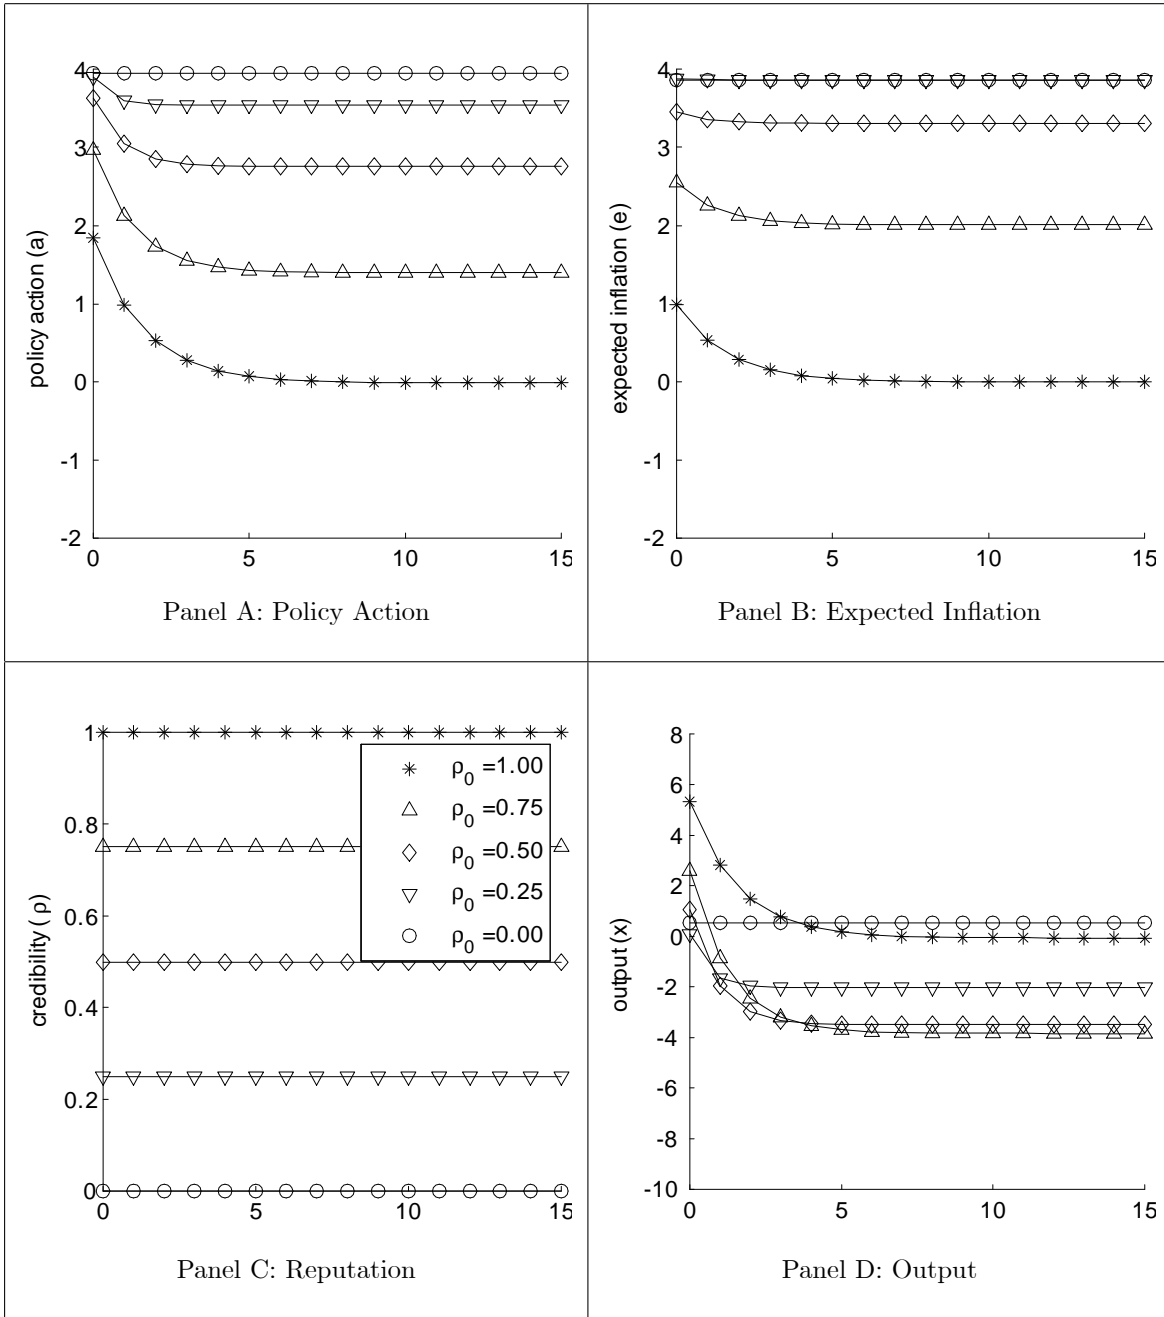 policy action (a)
4
3
2
1
0
-1
-2
0 5 10 15
Panel A: Policy Action
expected inflation (e)
4
3
2
1
0
-1
-2
0 5 10 15
Panel B: Expected Inflation
credibility ( ρ)
1
0.8
0.6
0.4
0.2
0
0 5 10 15
ρ0 =1.00
ρ0 =0.75
ρ0 =0.50
ρ0 =0.25
ρ0 =0.00
Panel C: Reputation
output (x)
8
6
4
2
0
-2
-4
-6
-8
-10
0 5 10 15
Panel D: Output